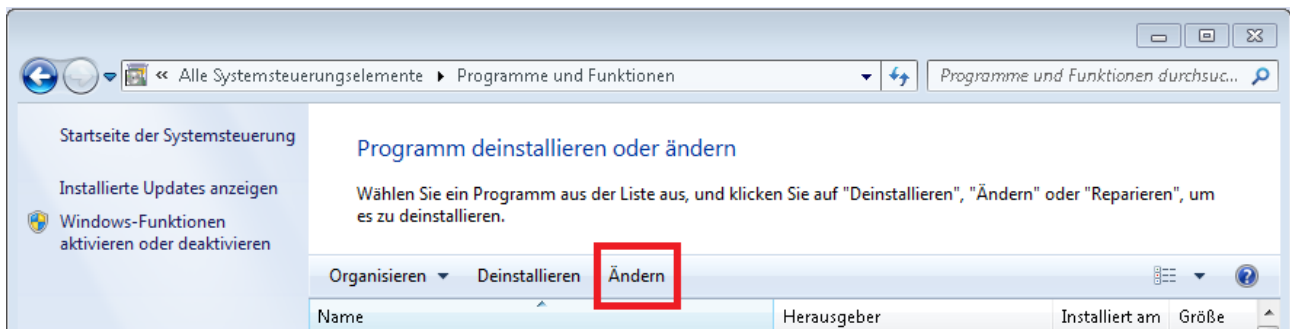 « Alle Systemsteuerungselemente ▸ Programme und Funktionen
Programme und Funktionen durchsuc...
Startseite der Systemsteuerung
Installierte Updates anzeigen
Windows-Funktionen
aktivieren oder deaktivieren
Programm deinstallieren oder ändern
Wählen Sie ein Programm aus der Liste aus, und klicken Sie auf "Deinstallieren", "Ändern" oder "Reparieren", um
es zu deinstallieren.
Organisieren Deinstallieren Ändern
Name Herausgeber Installiert am Größe